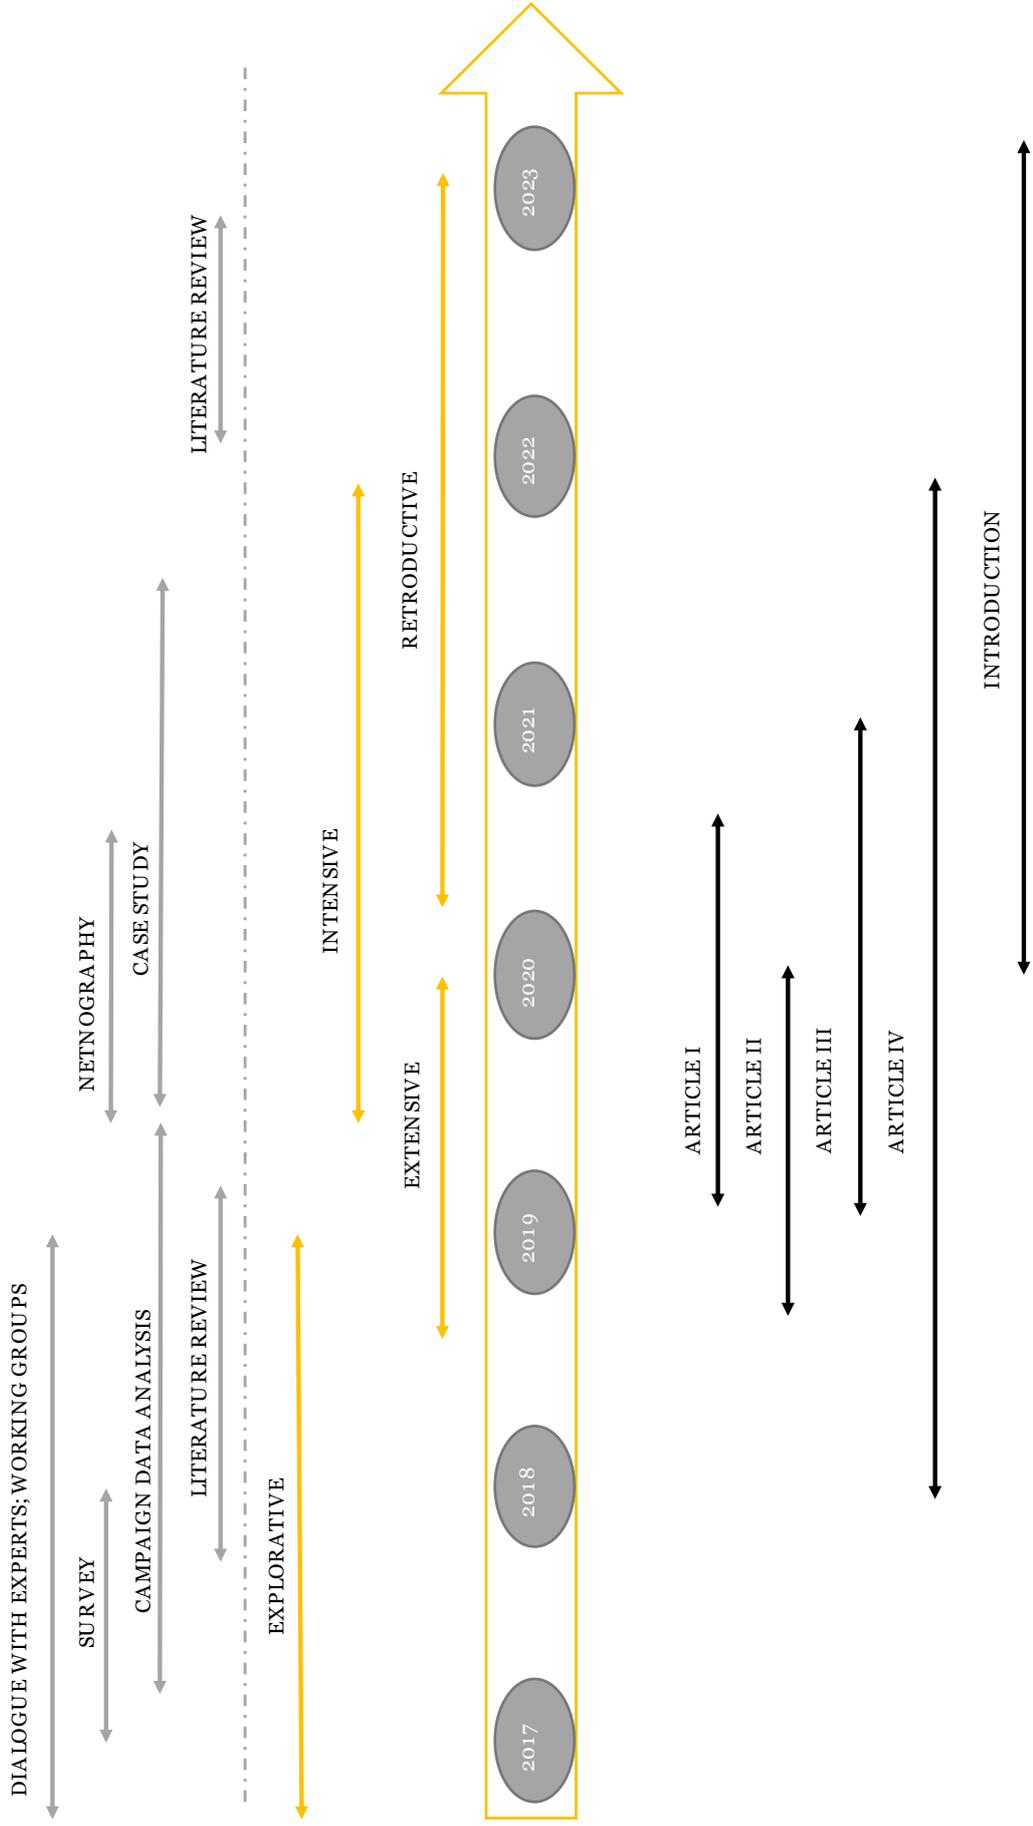 DIALOGUE WITH EXPERTS; WORKING GROUPS
SURVEY
NETNOGRAPHY
CAMPAIGN DATA ANALYSIS
CASE STUDY
LITERATURE REVIEW
LITERATURE REVIEW
EXPLORATIVE
INTENSIVE
EXTENSIVE
RETRODUCTIVE
2017
2018
2019
2020
2021
2022
2023
ARTICLE I
ARTICLE II
ARTICLE III
ARTICLE IV
INTRODUCTION